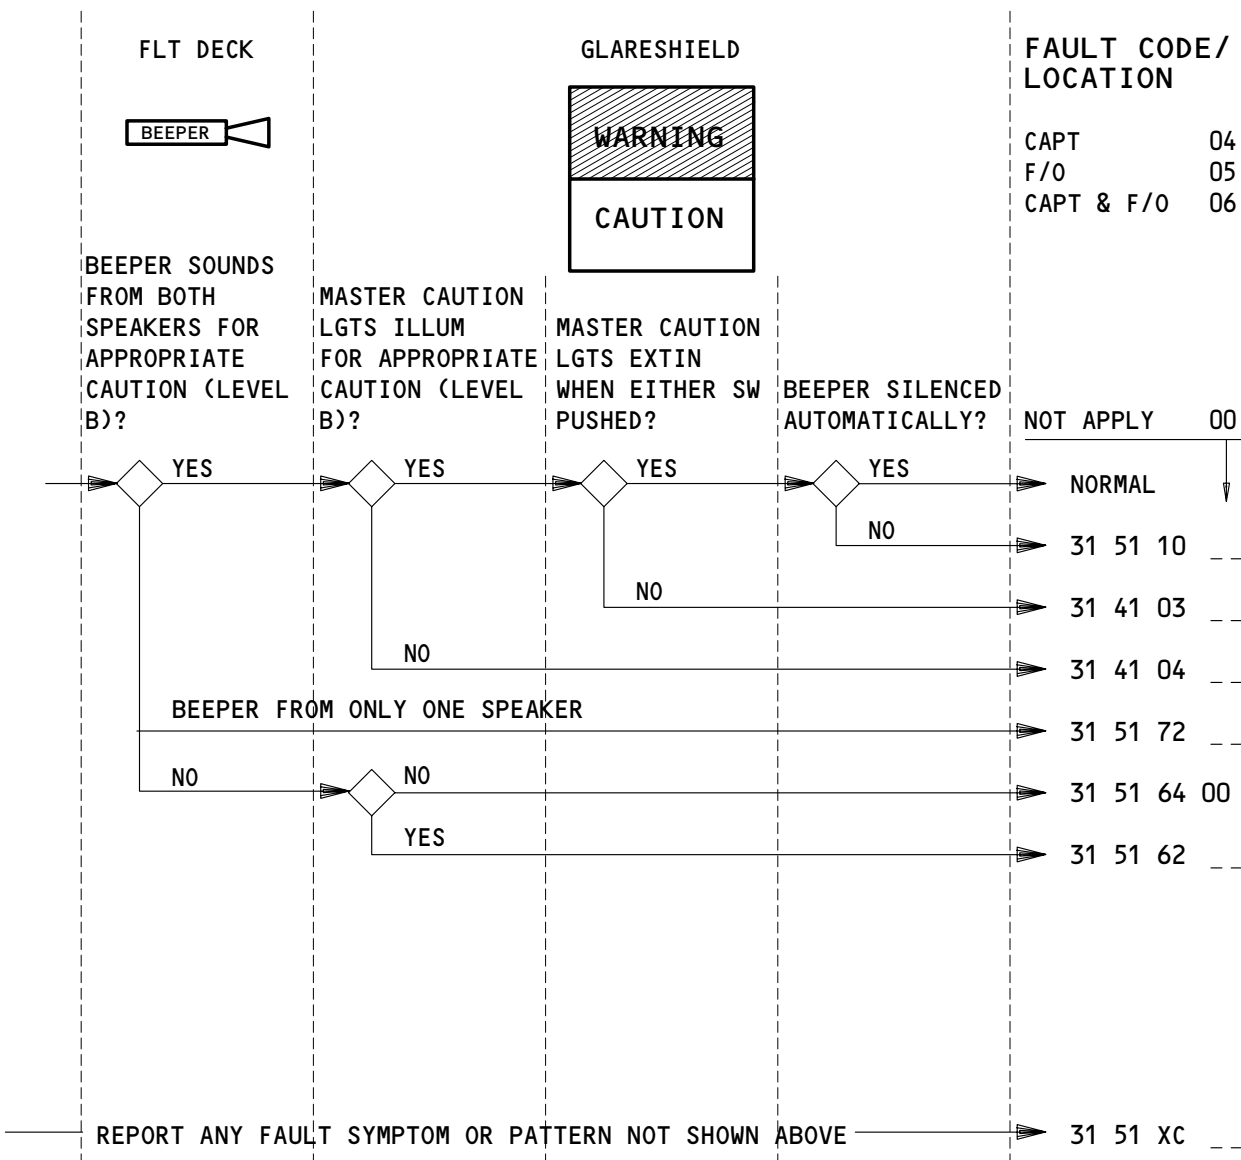 FLT DECK
GLARESHIELD
FAULT CODE/
LOCATION
BEEPER
WARNING
CAUTION
CAPT 04
F/O 05
CAPT & F/O 06
BEEPER SOUNDS
FROM BOTH
SPEAKERS FOR
APPROPRIATE
CAUTION (LEVEL
B)?
MASTER CAUTION
LGTS ILLUM
FOR APPROPRIATE
CAUTION (LEVEL
B)?
MASTER CAUTION
LGTS EXTIN
WHEN EITHER SW
PUSHED?
BEEPER SILENCED
AUTOMATICALLY?
NOT APPLY 00
YES
YES
YES
YES
NORMAL
NO
31 51 10 _ _
NO
31 41 03 _ _
NO
31 41 04 _ _
BEEPER FROM ONLY ONE SPEAKER
31 51 72 _ _
NO
NO
31 51 64 00
YES
31 51 62 _ _
REPORT ANY FAULT SYMPTOM OR PATTERN NOT SHOWN ABOVE
31 51 XC _ _